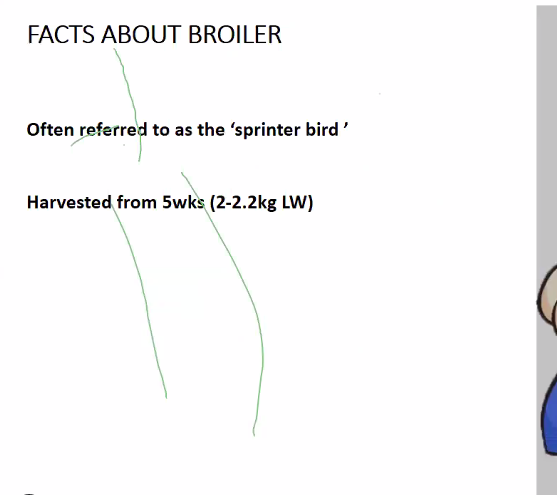 FACTS ABOUT BROILER
Often referred to as the ‘sprinter bird ’
Harvested from 5wks (2-2.2kg LW)